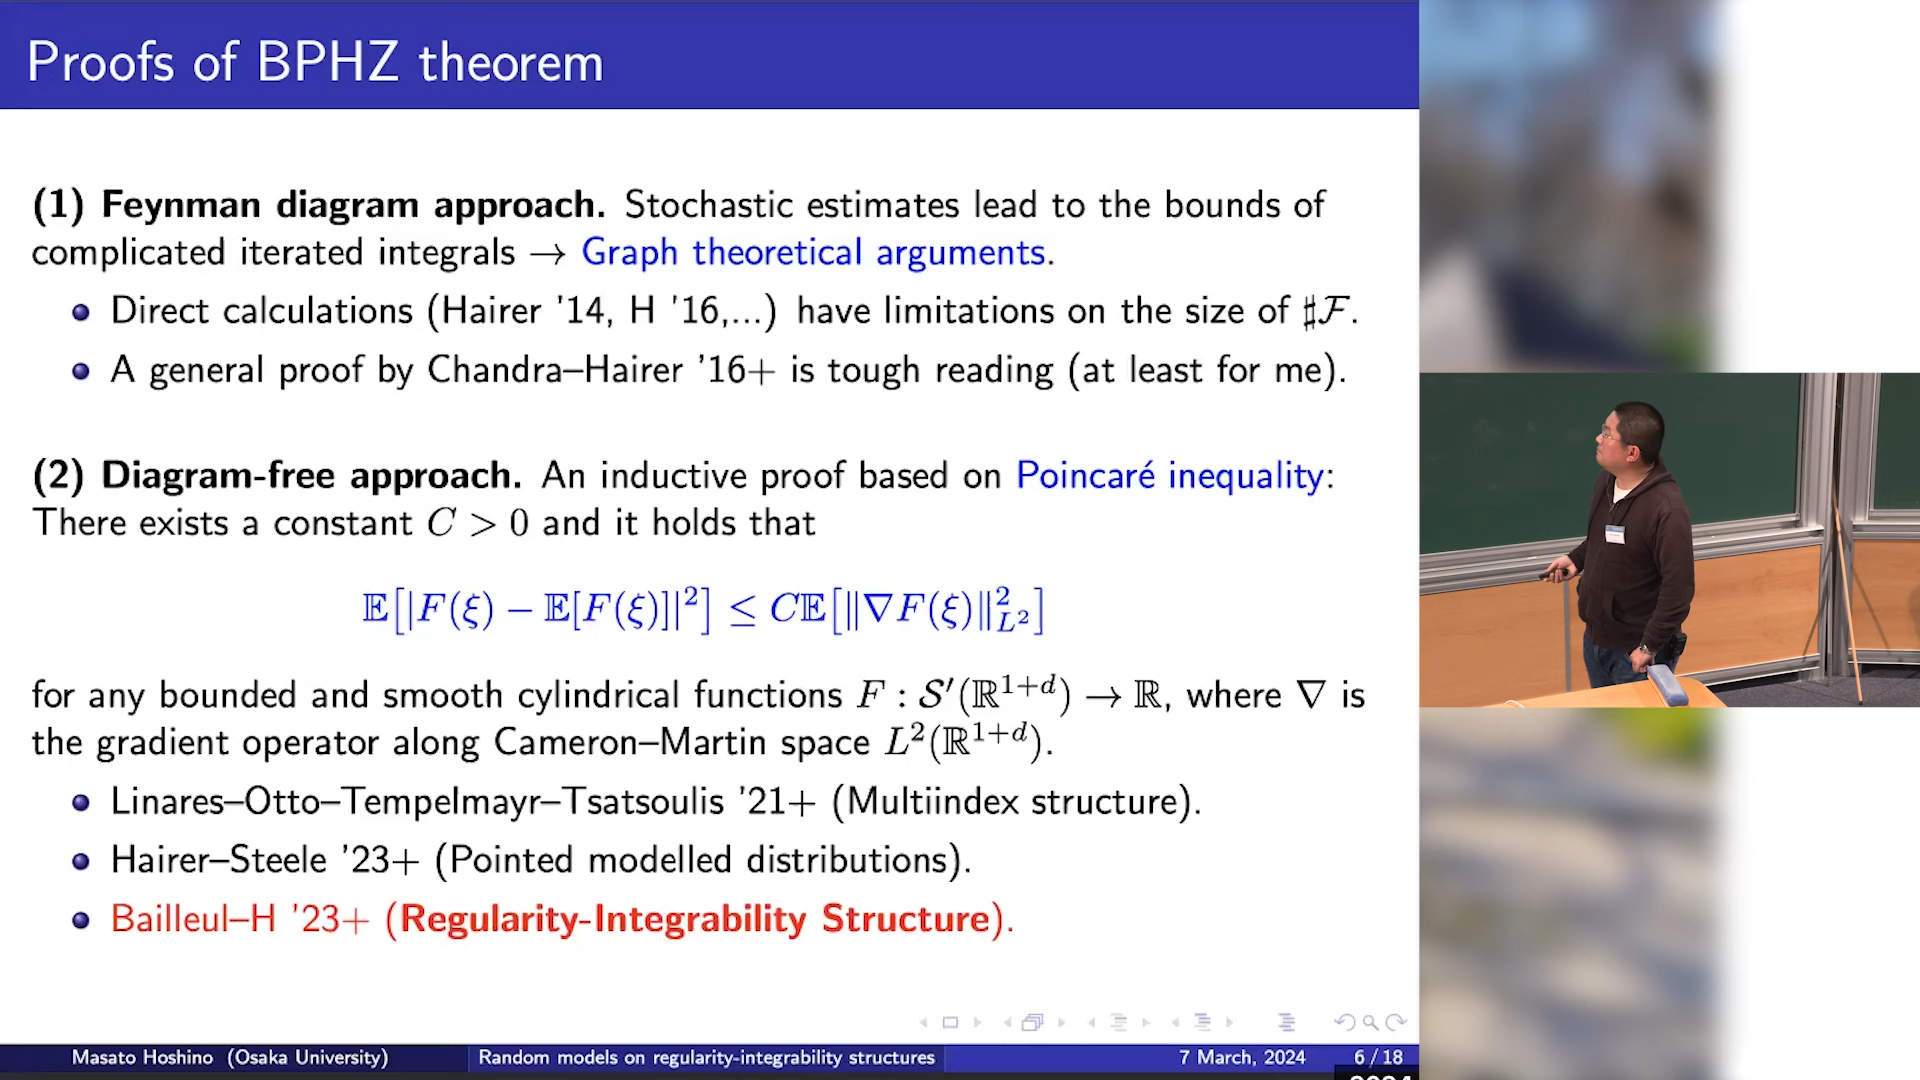 Proofs of BPHZ theorem
(1) Feynman diagram approach. Stochastic estimates lead to the bounds of
complicated iterated integrals → Graph theoretical arguments.
• Direct calculations (Hairer '14, H '16,...) have limitations on the size of ♯ℱ.
• A general proof by Chandra–Hairer '16+ is tough reading (at least for me).
(2) Diagram-free approach. An inductive proof based on Poincaré inequality:
There exists a constant C > 0 and it holds that
𝔼[|F(ξ) − 𝔼[F(ξ)]|²] ≤ C𝔼[‖∇F(ξ)‖²_{L²}]
for any bounded and smooth cylindrical functions F : 𝒮′(ℝ^{1+d}) → ℝ, where ∇ is
the gradient operator along Cameron–Martin space L²(ℝ^{1+d}).
• Linares–Otto–Tempelmayr–Tsatsoulis '21+ (Multiindex structure).
• Hairer–Steele '23+ (Pointed modelled distributions).
• Bailleul–H '23+ (Regularity-Integrability Structure).
Masato Hoshino (Osaka University) Random models on regularity-integrability structures 7 March, 2024 6 / 18